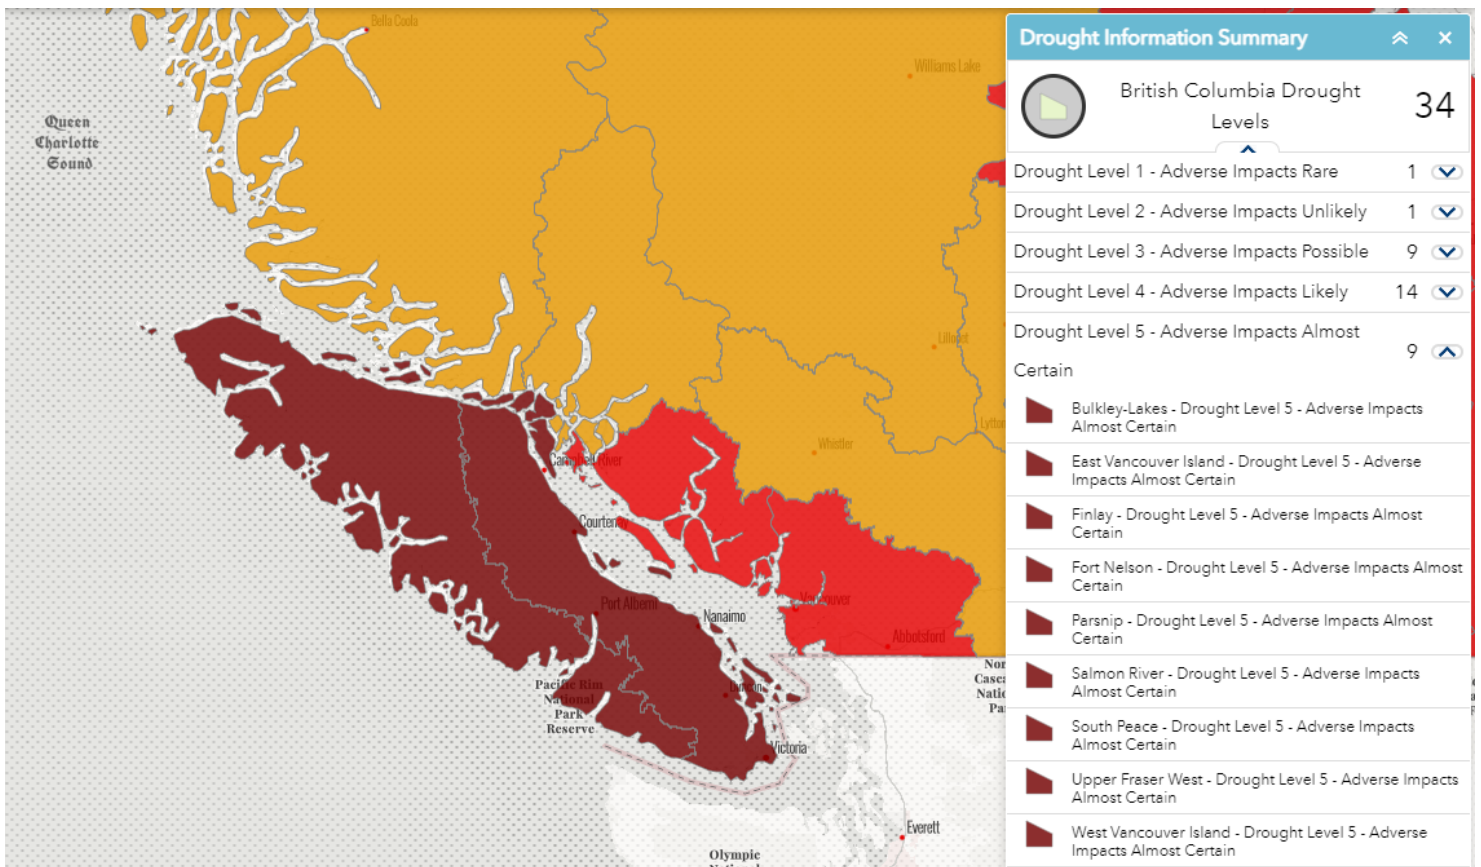 Bella Coola
Williams Lake
Queen
Charlotte
Sound
Lillooet
Lytton
Whistler
Campbell River
Courtenay
Port Alberni
Nanaimo
Vancouver
Abbotsford
Pacific Rim
National
Park
Reserve
Duncan
Victoria
Everett
Olympic
Nor
Casca
Natio
Pa
Drought Information Summary
British Columbia Drought
Levels
34
Drought Level 1 - Adverse Impacts Rare 1
Drought Level 2 - Adverse Impacts Unlikely 1
Drought Level 3 - Adverse Impacts Possible 9
Drought Level 4 - Adverse Impacts Likely 14
Drought Level 5 - Adverse Impacts Almost
Certain 9
Bulkley-Lakes - Drought Level 5 - Adverse Impacts
Almost Certain
East Vancouver Island - Drought Level 5 - Adverse
Impacts Almost Certain
Finlay - Drought Level 5 - Adverse Impacts Almost
Certain
Fort Nelson - Drought Level 5 - Adverse Impacts Almost
Certain
Parsnip - Drought Level 5 - Adverse Impacts Almost
Certain
Salmon River - Drought Level 5 - Adverse Impacts
Almost Certain
South Peace - Drought Level 5 - Adverse Impacts
Almost Certain
Upper Fraser West - Drought Level 5 - Adverse Impacts
Almost Certain
West Vancouver Island - Drought Level 5 - Adverse
Impacts Almost Certain